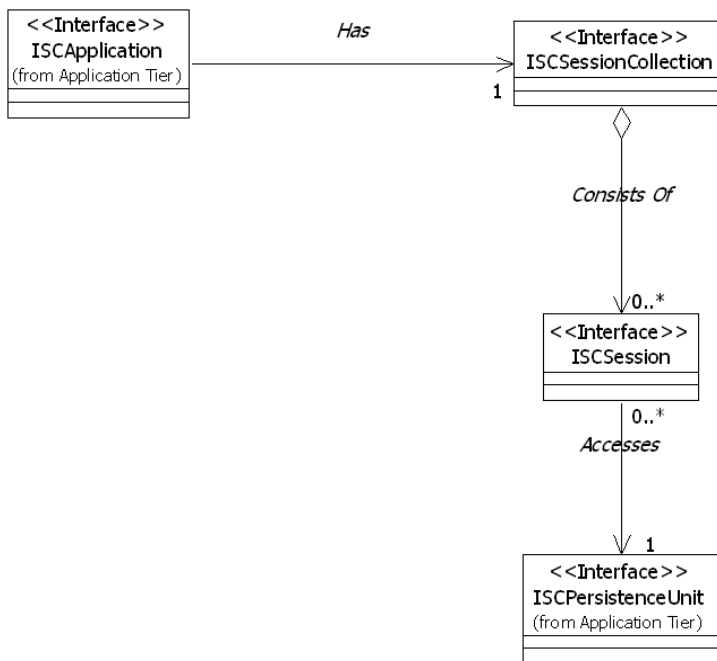 <<Interface>>
ISCApplication
(from Application Tier)
Has
1
<<Interface>>
ISCSessionCollection
Consists Of
0..*
<<Interface>>
ISCSession
0..*
Accesses
1
<<Interface>>
ISCPersistenceUnit
(from Application Tier)